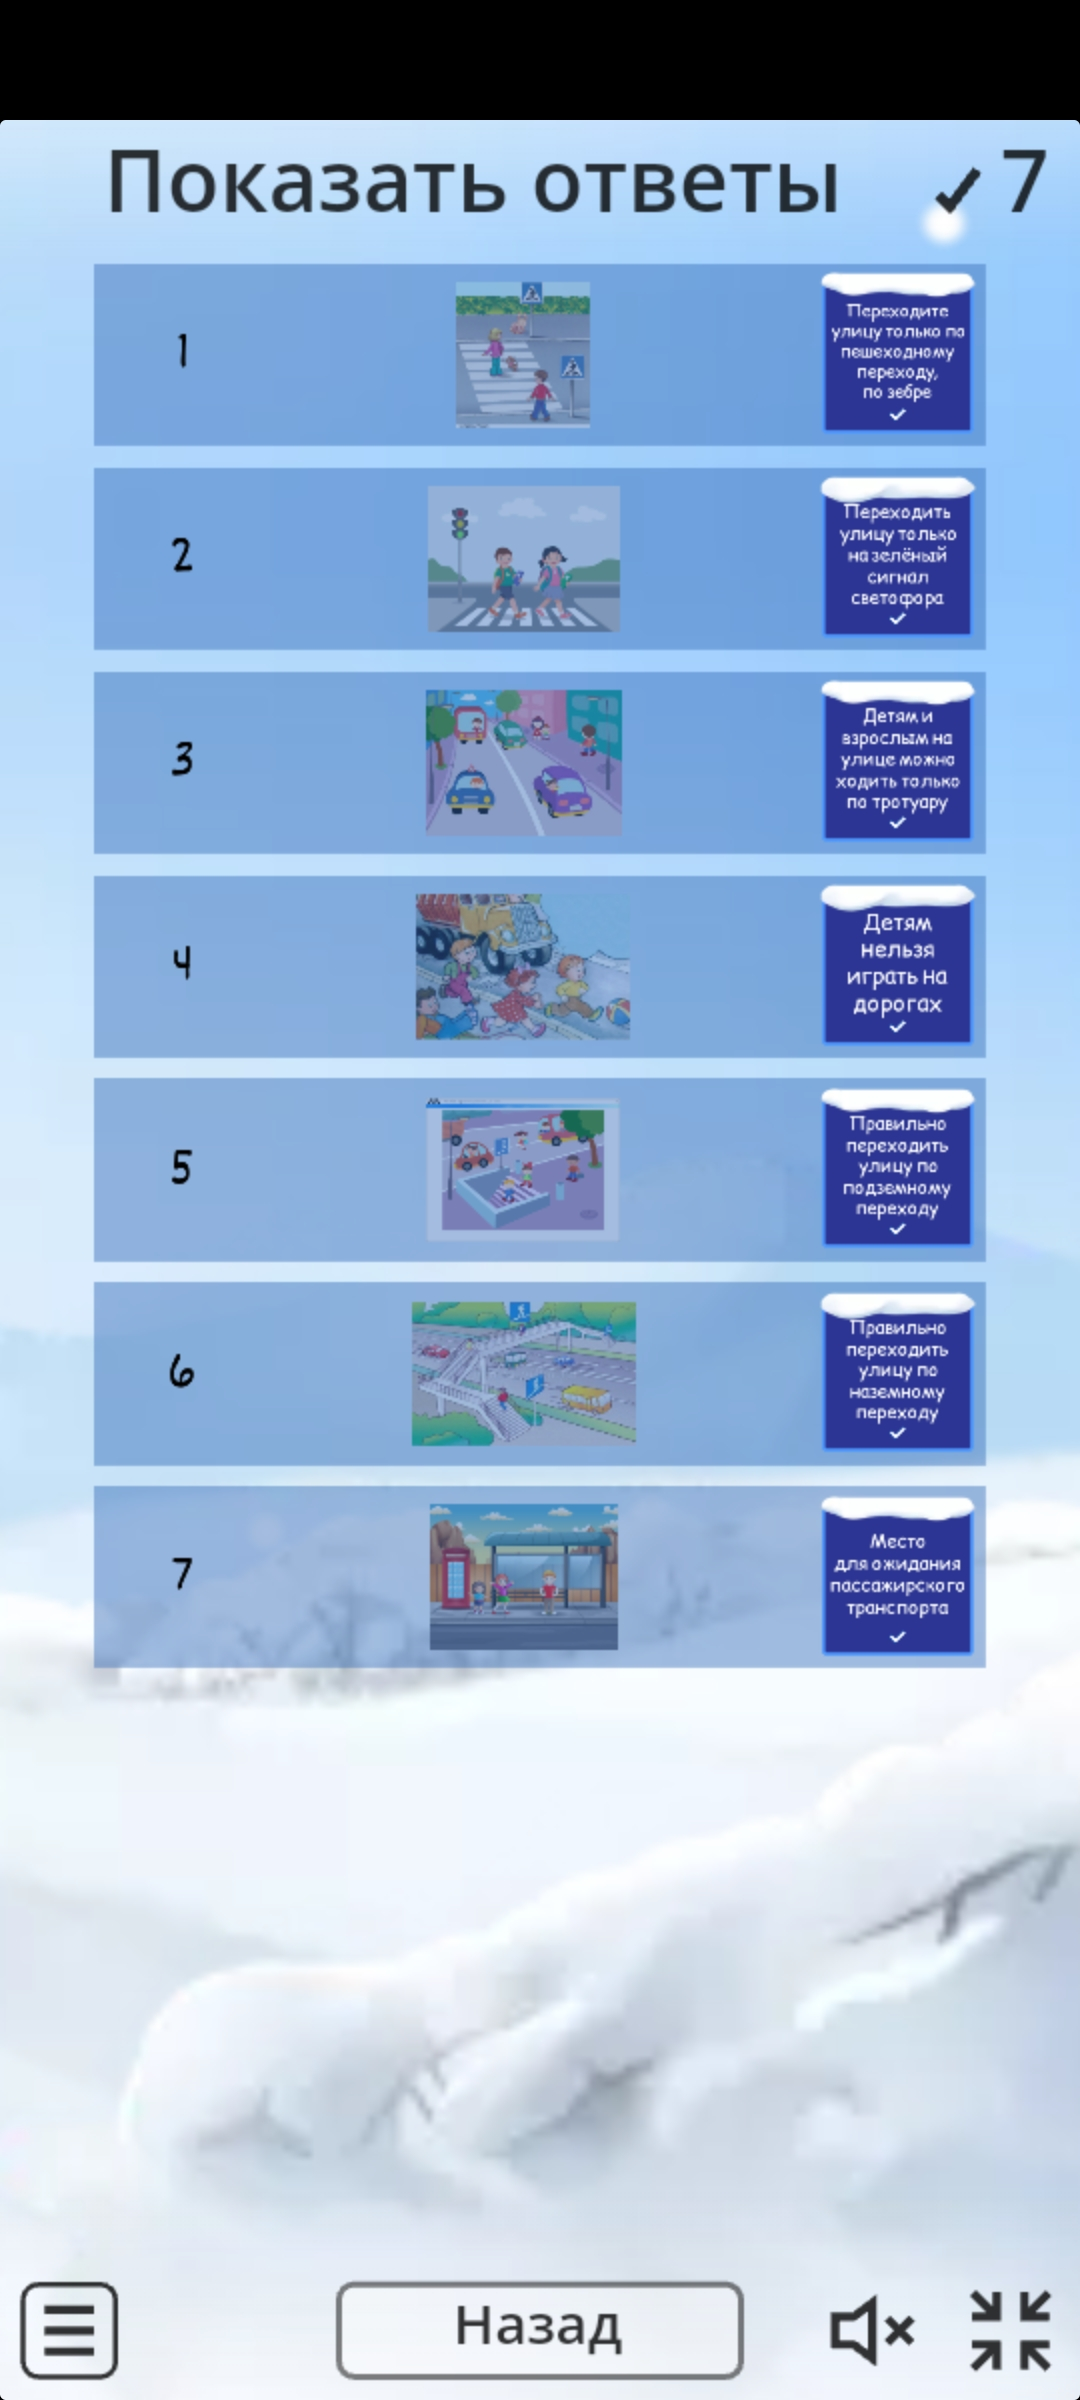 Показать ответы ✓ 7
1
Переходите
улицу только по
пешеходному
переходу,
по зебре
2
Переходить
улицу только
на зелёный
сигнал
светофора
3
Детям и
взрослым на
улице можно
ходить только
по тротуару
4
Детям
нельзя
играть на
дорогах
5
Правильно
переходить
улицу по
подземному
переходу
6
Правильно
переходить
улицу по
наземному
переходу
7
Место
для ожидания
пассажирского
транспорта
Назад